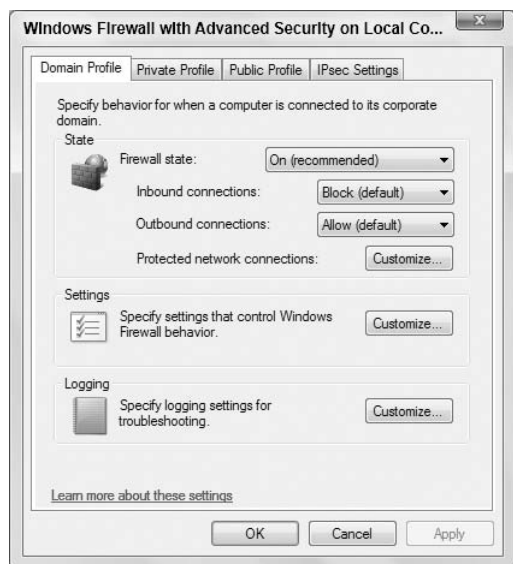 Windows Firewall with Advanced Security on Local Co...
Domain Profile Private Profile Public Profile IPsec Settings
Specify behavior for when a computer is connected to its corporate
domain.
State
Firewall state: On (recommended)
Inbound connections: Block (default)
Outbound connections: Allow (default)
Protected network connections: Customize...
Settings
Specify settings that control Windows
Firewall behavior.
Customize...
Logging
Specify logging settings for
troubleshooting.
Customize...
Learn more about these settings
OK Cancel Apply